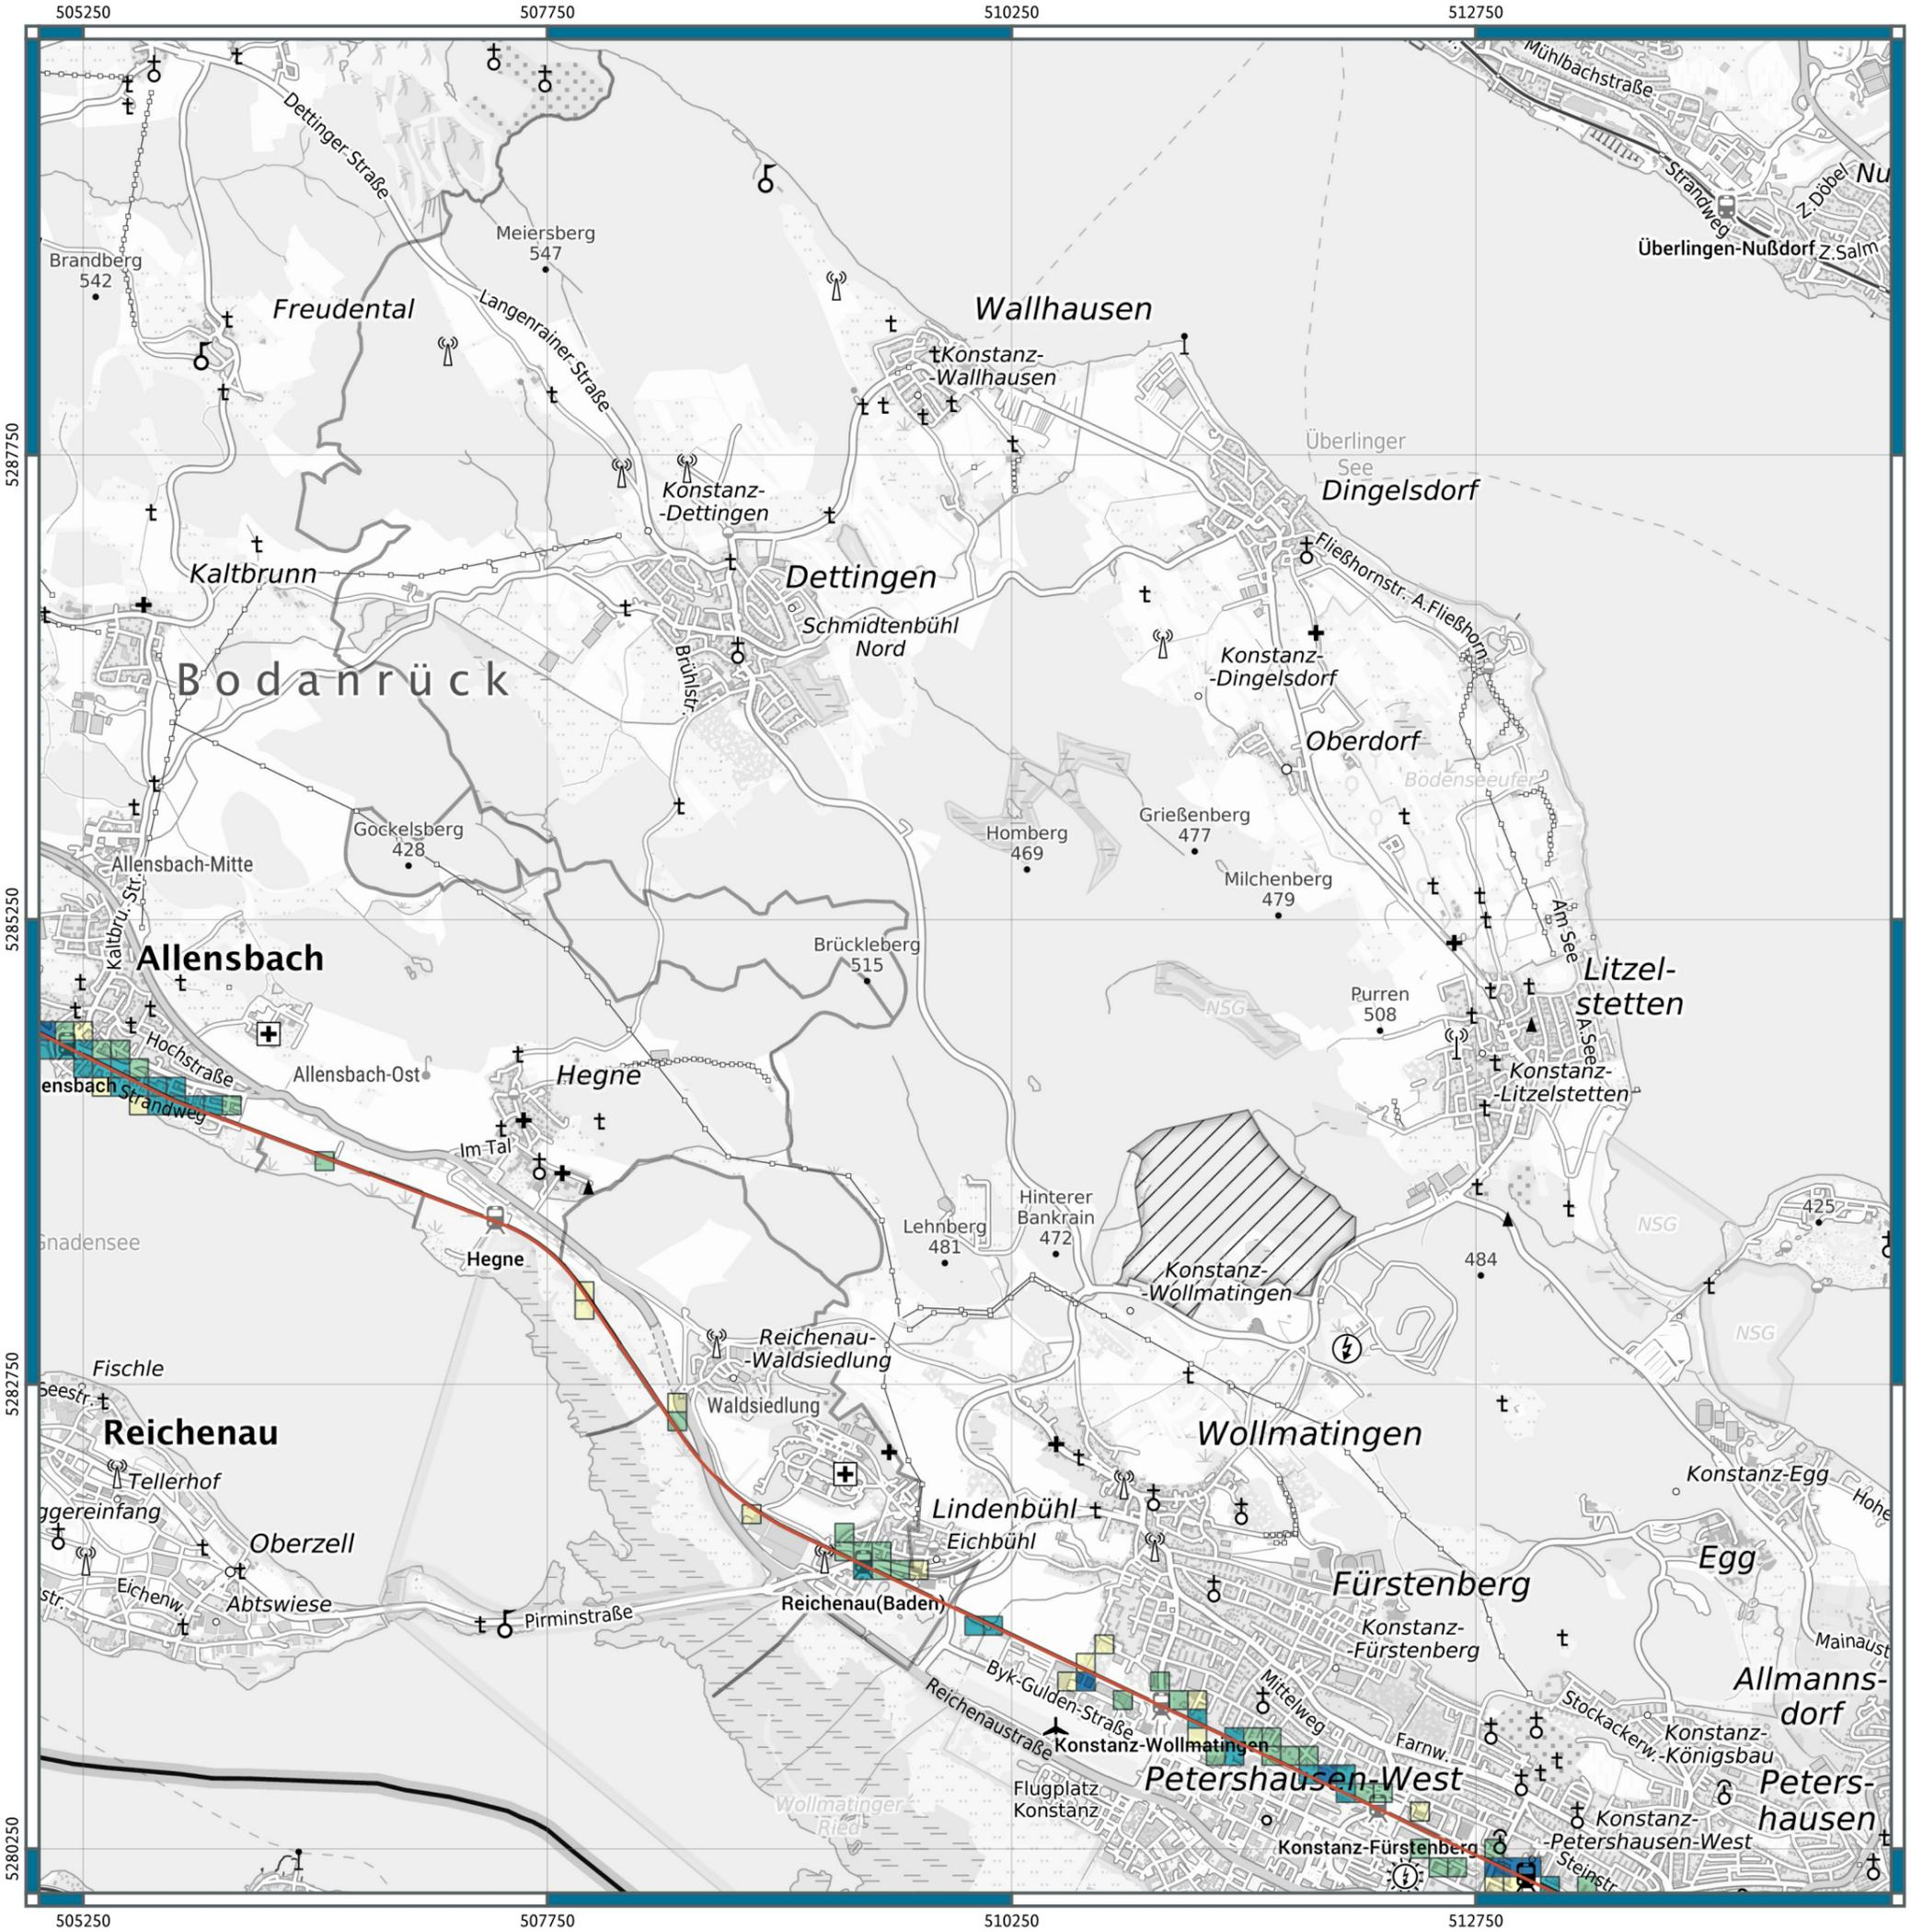 505250
507750
510250
512750
Mühlbachstraße
Dettinger Straße
Strandweg
Z.Döbel
Nu
Überlingen-Nußdorf
Z.Salm
Meiersberg
547
Brandberg
542
Freudental
Langenrainer-Straße
Wallhausen
Konstanz-
-Wallhausen
5287750
Überlinger
See
Dingelsdorf
Konstanz-
-Dettingen
Fließhornstr.
A.Fließhorn
Kaltbrunn
Dettingen
Schmidtenbühl
Nord
Brühlstr.
Konstanz-
-Dingelsdorf
Bodanrück
Oberdorf
Bodenseeufer
Gockelsberg
428
Homberg
469
Grießenberg
477
Milchenberg
479
Allensbach-Mitte
Kaltbru. Str.
5285250
Am See
Allensbach
Brückleberg
515
Litzel-
stetten
NSG
Purren
508
A.See
Hochstraße
Allensbach-Ost
Hegne
ensbach
Strandweg
Konstanz-
-Litzelstetten
Im Tal
Hinterer
Bankrain
472
Lehnberg
481
425
NSG
Gnadensee
Hegne
484
Konstanz-
-Wollmatingen
NSG
Reichenau-
-Waldsiedlung
5282750
Fischle
Seestr.
Waldsiedlung
Reichenau
Wollmatingen
Tellerhof
Konstanz-Egg
Hohe
ggereinfang
Lindenbühl
Eichbühl
Oberzell
Egg
Fürstenberg
Eichenw.
str.
Abtswiese
Pirminstraße
Reichenau(Baden)
Konstanz-
-Fürstenberg
Mainaust
Byk-Gulden-Straße
Mittelweg
Allmanns-
dorf
Reichenaustraße
Stockackerw.
Konstanz-
-Königsbau
Farnw.
Konstanz-Wollmatingen
Petershausen-West
Flugplatz
Konstanz
Peters-
hausen
Wollmatinger
Ried
Konstanz-
-Petershausen-West
5280250
Konstanz-Fürstenberg
Steinstr.
505250
507750
510250
512750